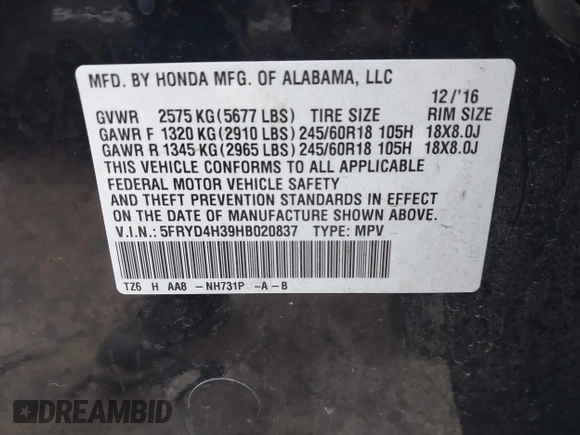 MFD. BY HONDA MFG. OF ALABAMA, LLC
12/'16
GVWR 2575 KG (5677 LBS) TIRE SIZE RIM SIZE
GAWR F 1320 KG (2910 LBS) 245/60R18 105H 18X8.0J
GAWR R 1345 KG (2965 LBS) 245/60R18 105H 18X8.0J
THIS VEHICLE CONFORMS TO ALL APPLICABLE
FEDERAL MOTOR VEHICLE SAFETY
AND THEFT PREVENTION STANDARDS IN EFFECT
ON THE DATE OF MANUFACTURE SHOWN ABOVE.
V.I.N.: 5FRYD4H39HB020837 TYPE: MPV
TZ6 H AA8 -NH731P -A-B
DREAMBID